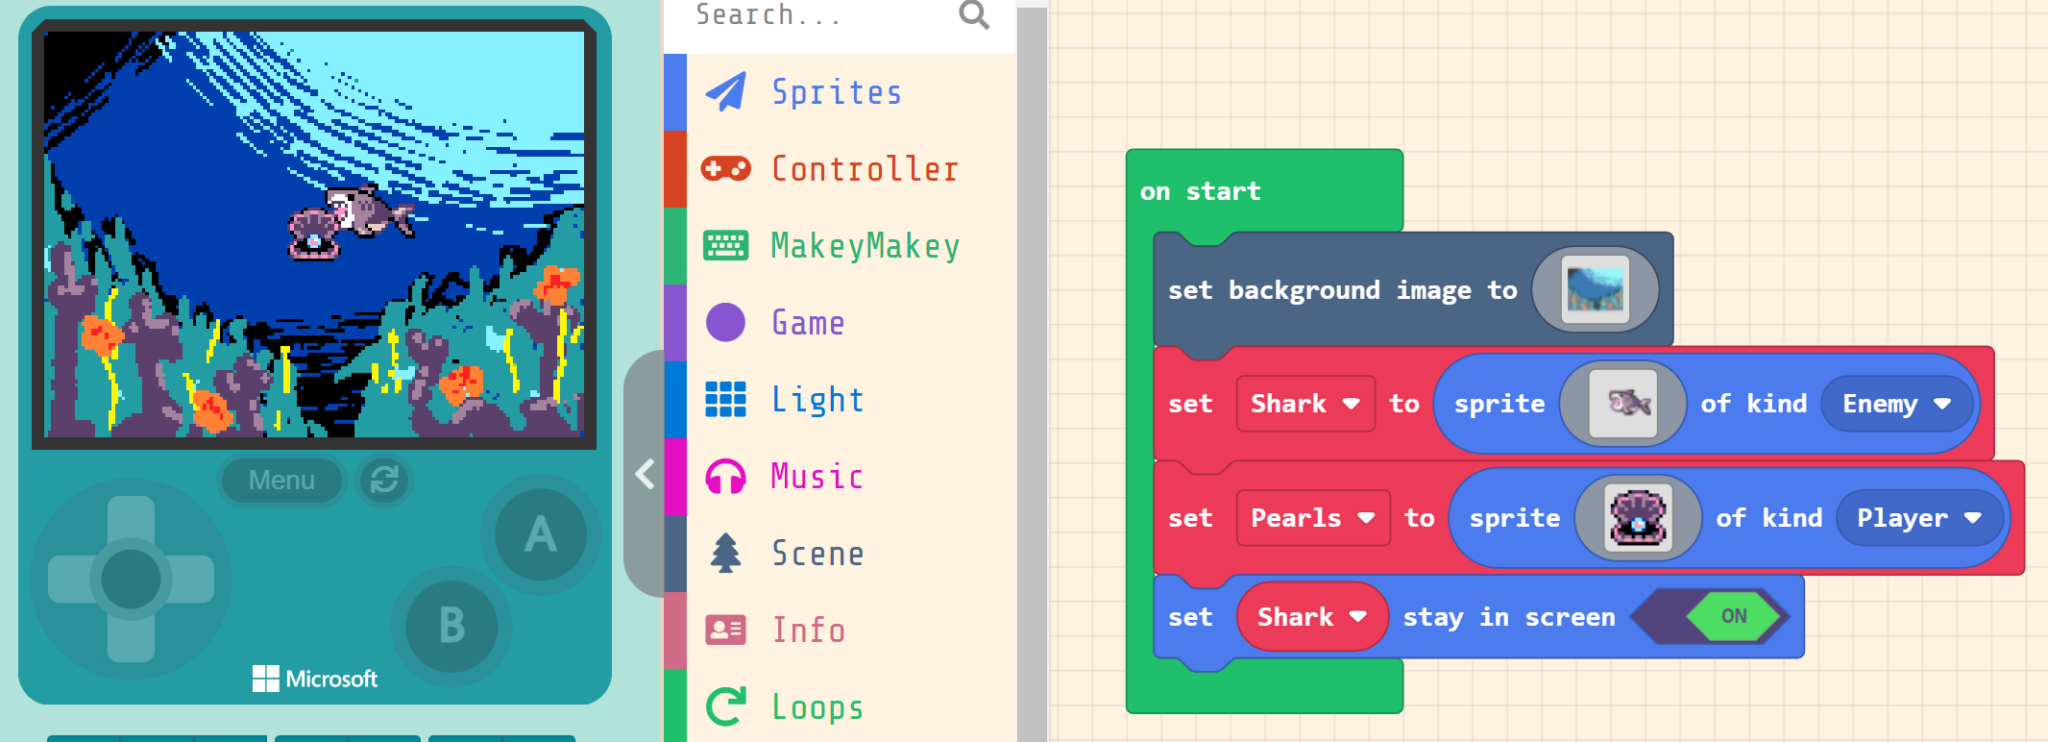 Menu
A
B
Microsoft
Search...
Sprites
Controller
MakeyMakey
Game
Light
Music
Scene
Info
Loops
on start
set background image to
set Shark to sprite of kind Enemy
set Pearls to sprite of kind Player
set Shark stay in screen ON